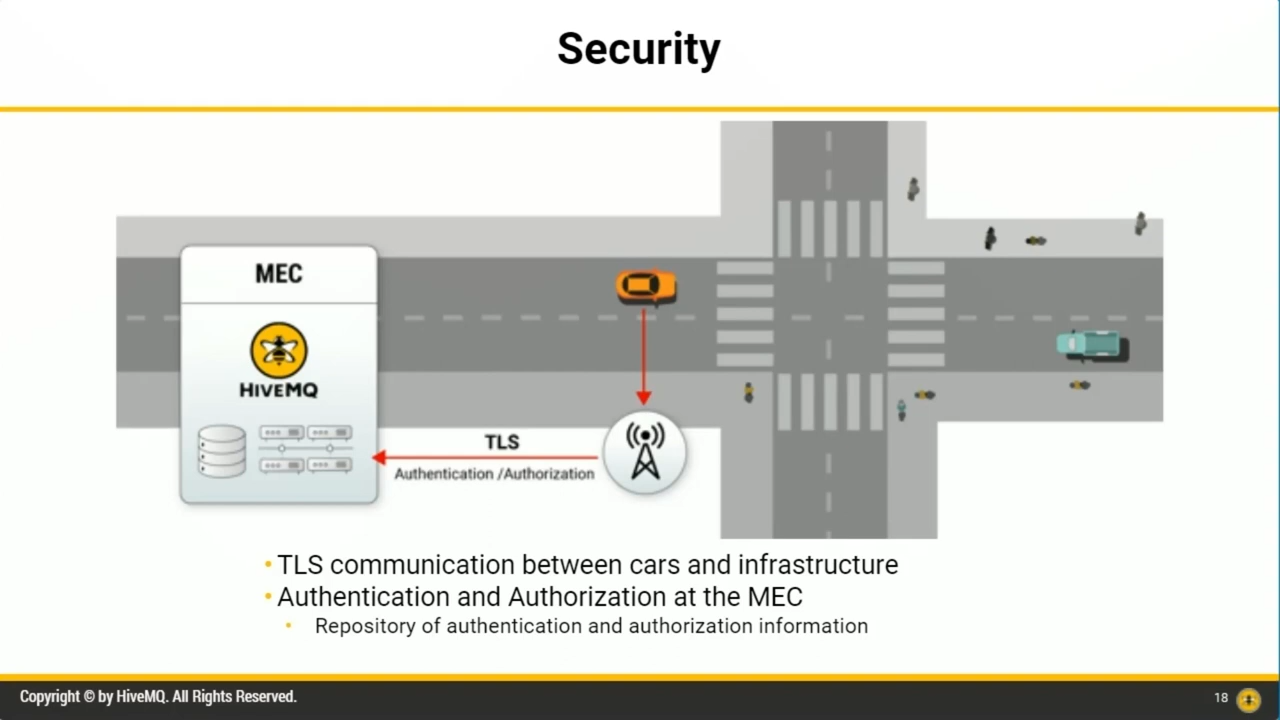 Security
MEC
HIVEMQ
TLS
Authentication /Authorization
• TLS communication between cars and infrastructure
• Authentication and Authorization at the MEC
• Repository of authentication and authorization information
Copyright © by HiveMQ. All Rights Reserved.
18